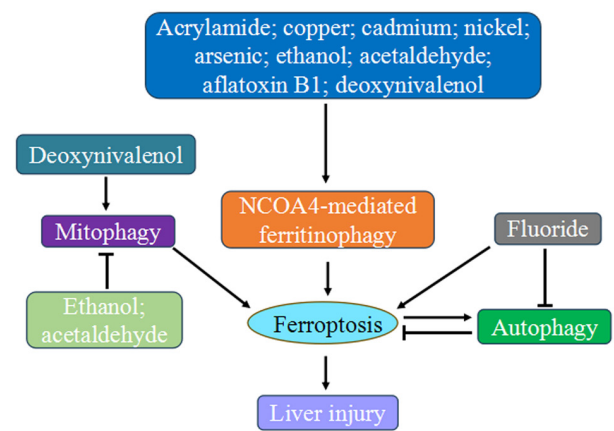 Acrylamide; copper; cadmium; nickel;
arsenic; ethanol; acetaldehyde;
aflatoxin B1; deoxynivalenol
Deoxynivalenol
Mitophagy
NCOA4-mediated
ferritinophagy
Fluoride
Ethanol;
acetaldehyde
Ferroptosis
Autophagy
Liver injury